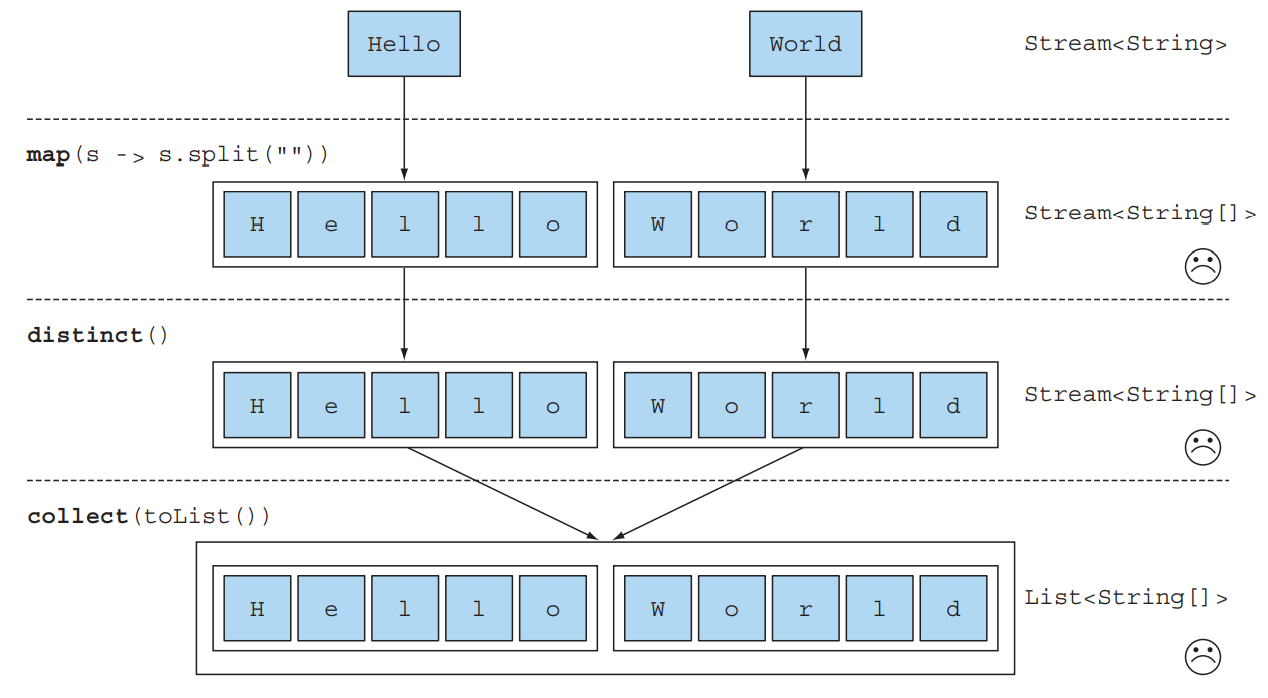 Hello World Stream<String>
map(s -> s.split(""))
H e l l o W o r l d Stream<String[]>
distinct()
H e l l o W o r l d Stream<String[]>
collect(toList())
H e l l o W o r l d List<String[]>